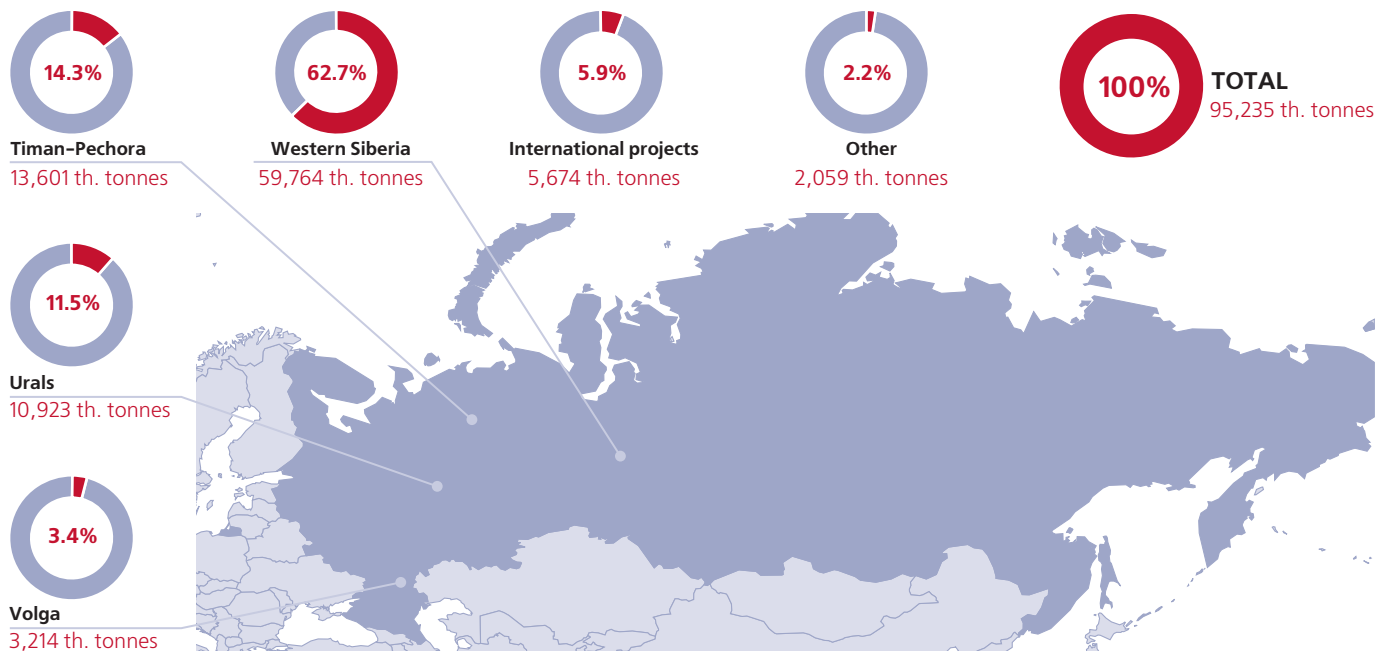 14.3%
Timan–Pechora
13,601 th. tonnes
62.7%
Western Siberia
59,764 th. tonnes
5.9%
International projects
5,674 th. tonnes
2.2%
Other
2,059 th. tonnes
100%
TOTAL
95,235 th. tonnes
11.5%
Urals
10,923 th. tonnes
3.4%
Volga
3,214 th. tonnes